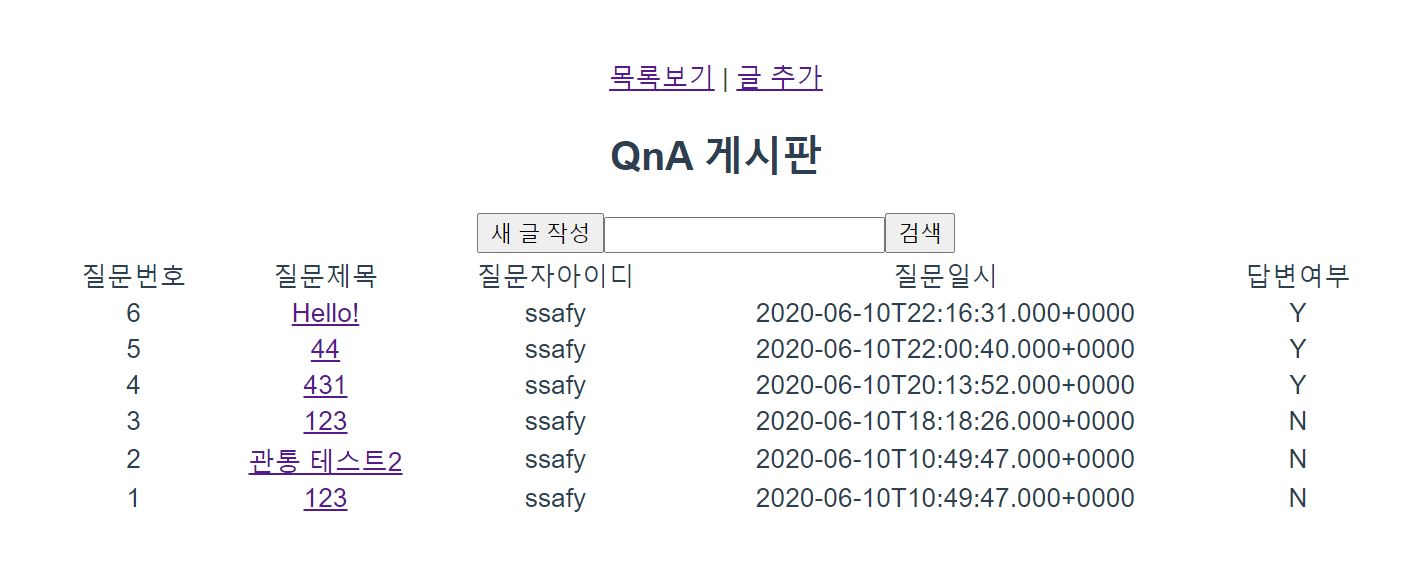 목록보기 | 글 추가
QnA 게시판
새 글 작성 검색
질문번호 질문제목 질문자아이디 질문일시 답변여부
6 Hello! ssafy 2020-06-10T22:16:31.000+0000 Y
5 44 ssafy 2020-06-10T22:00:40.000+0000 Y
4 431 ssafy 2020-06-10T20:13:52.000+0000 Y
3 123 ssafy 2020-06-10T18:18:26.000+0000 N
2 관통 테스트2 ssafy 2020-06-10T10:49:47.000+0000 N
1 123 ssafy 2020-06-10T10:49:47.000+0000 N